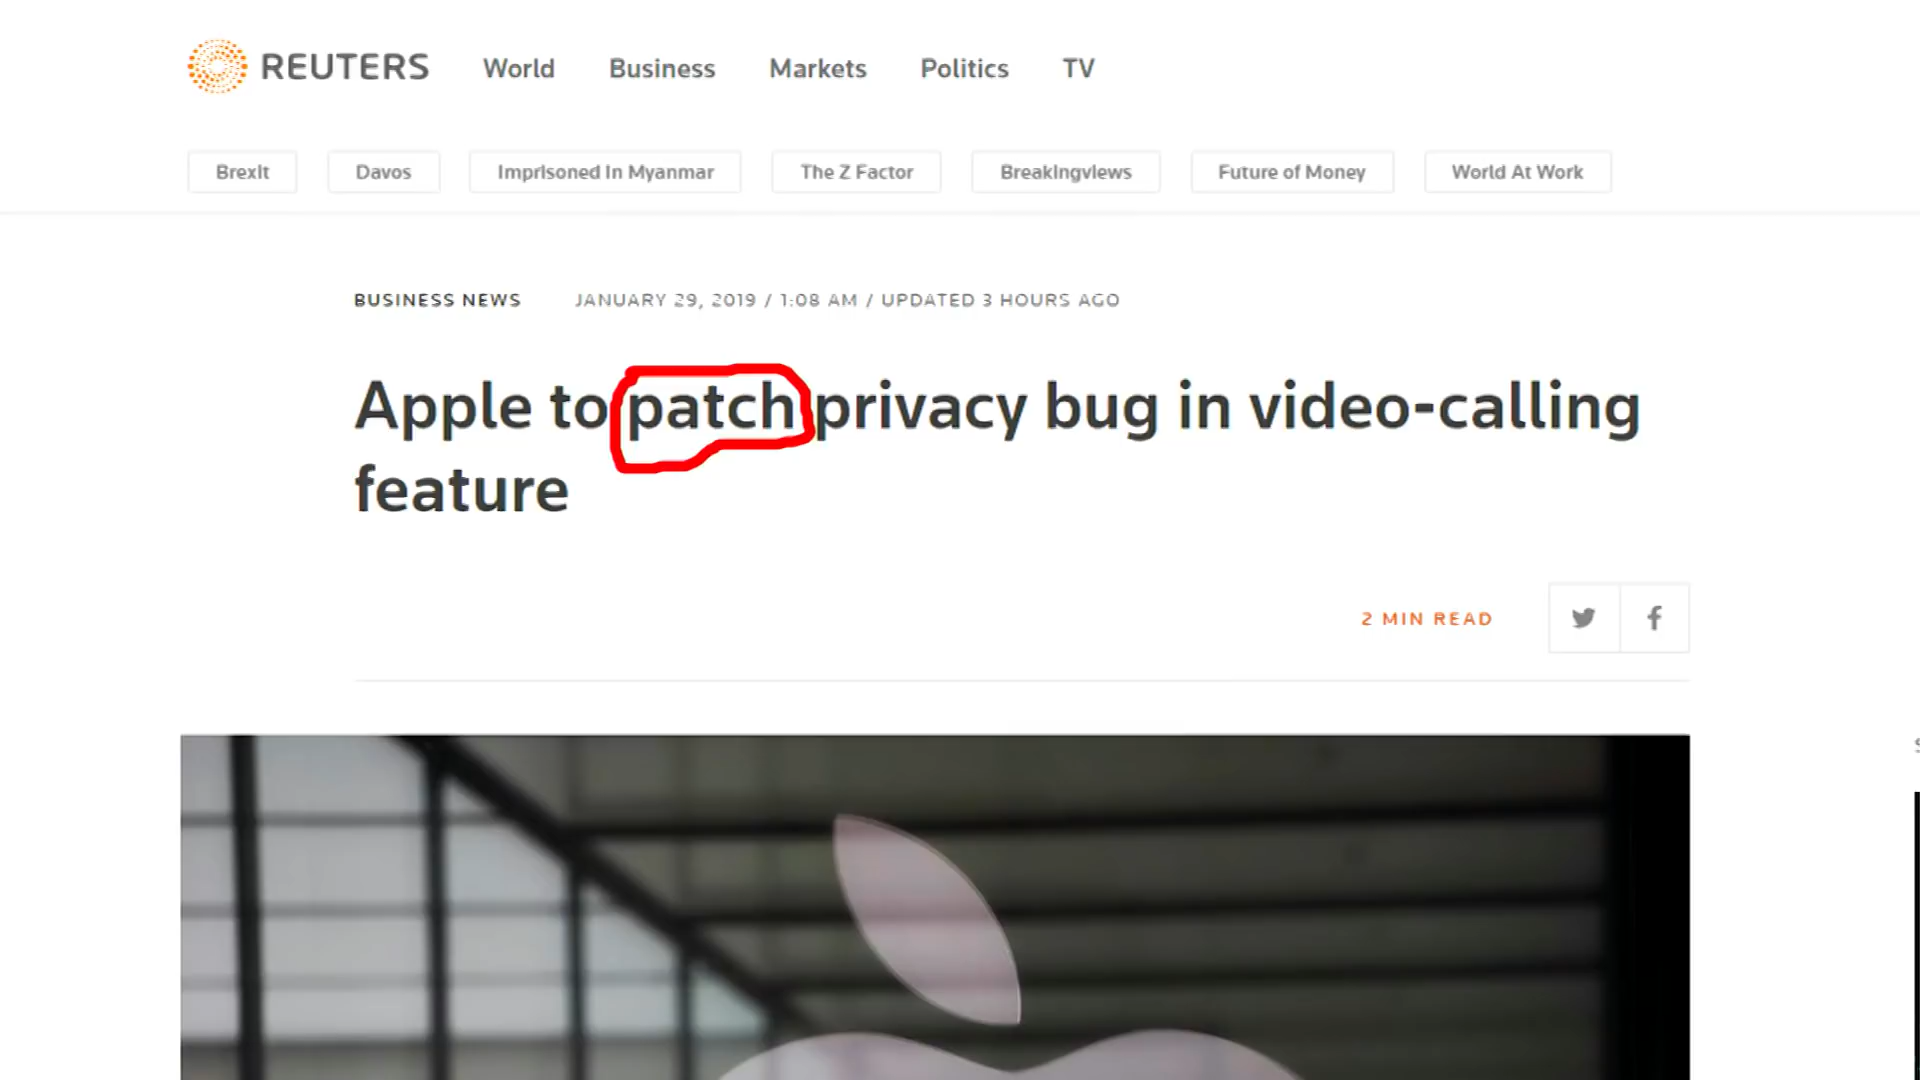 REUTERS World Business Markets Politics TV
Brexit Davos Imprisoned In Myanmar The Z Factor Breakingviews Future of Money World At Work
BUSINESS NEWS JANUARY 29, 2019 / 1:08 AM / UPDATED 3 HOURS AGO
Apple to patch privacy bug in video-calling
feature
2 MIN READ